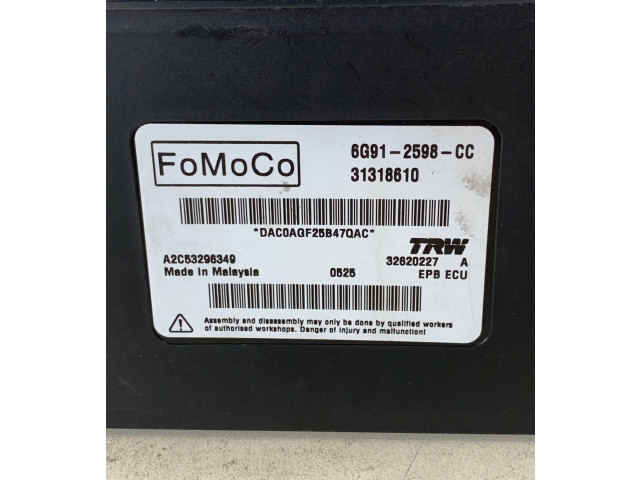 FoMoCo
6G91-2598-CC
31318610
*DAC0AGF25B47QAC*
TRW
A2C53296349
32620227 A
Made in Malaysia
0525
EPB ECU
Assembly and disassembly may only be done by qualified workers
of authorised workshops. Danger of injury and malfunction!